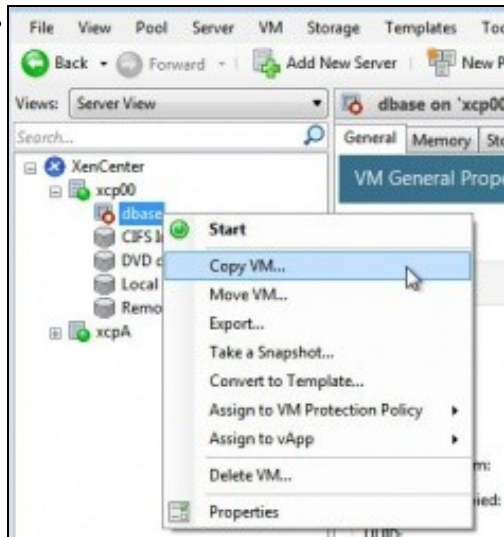 File View Pool Server VM Storage Templates
Back Forward Add New Server New
Views: Server View
dbase on 'xcp00
Search...
General Memory
XenCenter
VM General
xcp00
dbase
Start
CIFS
Copy VM...
DVD
Move VM...
Local
Export...
xcpA
Take a Snapshot...
Convert to Template...
Assign to VM Protection Policy
Assign to vApp
Delete VM...
Properties
UUID: